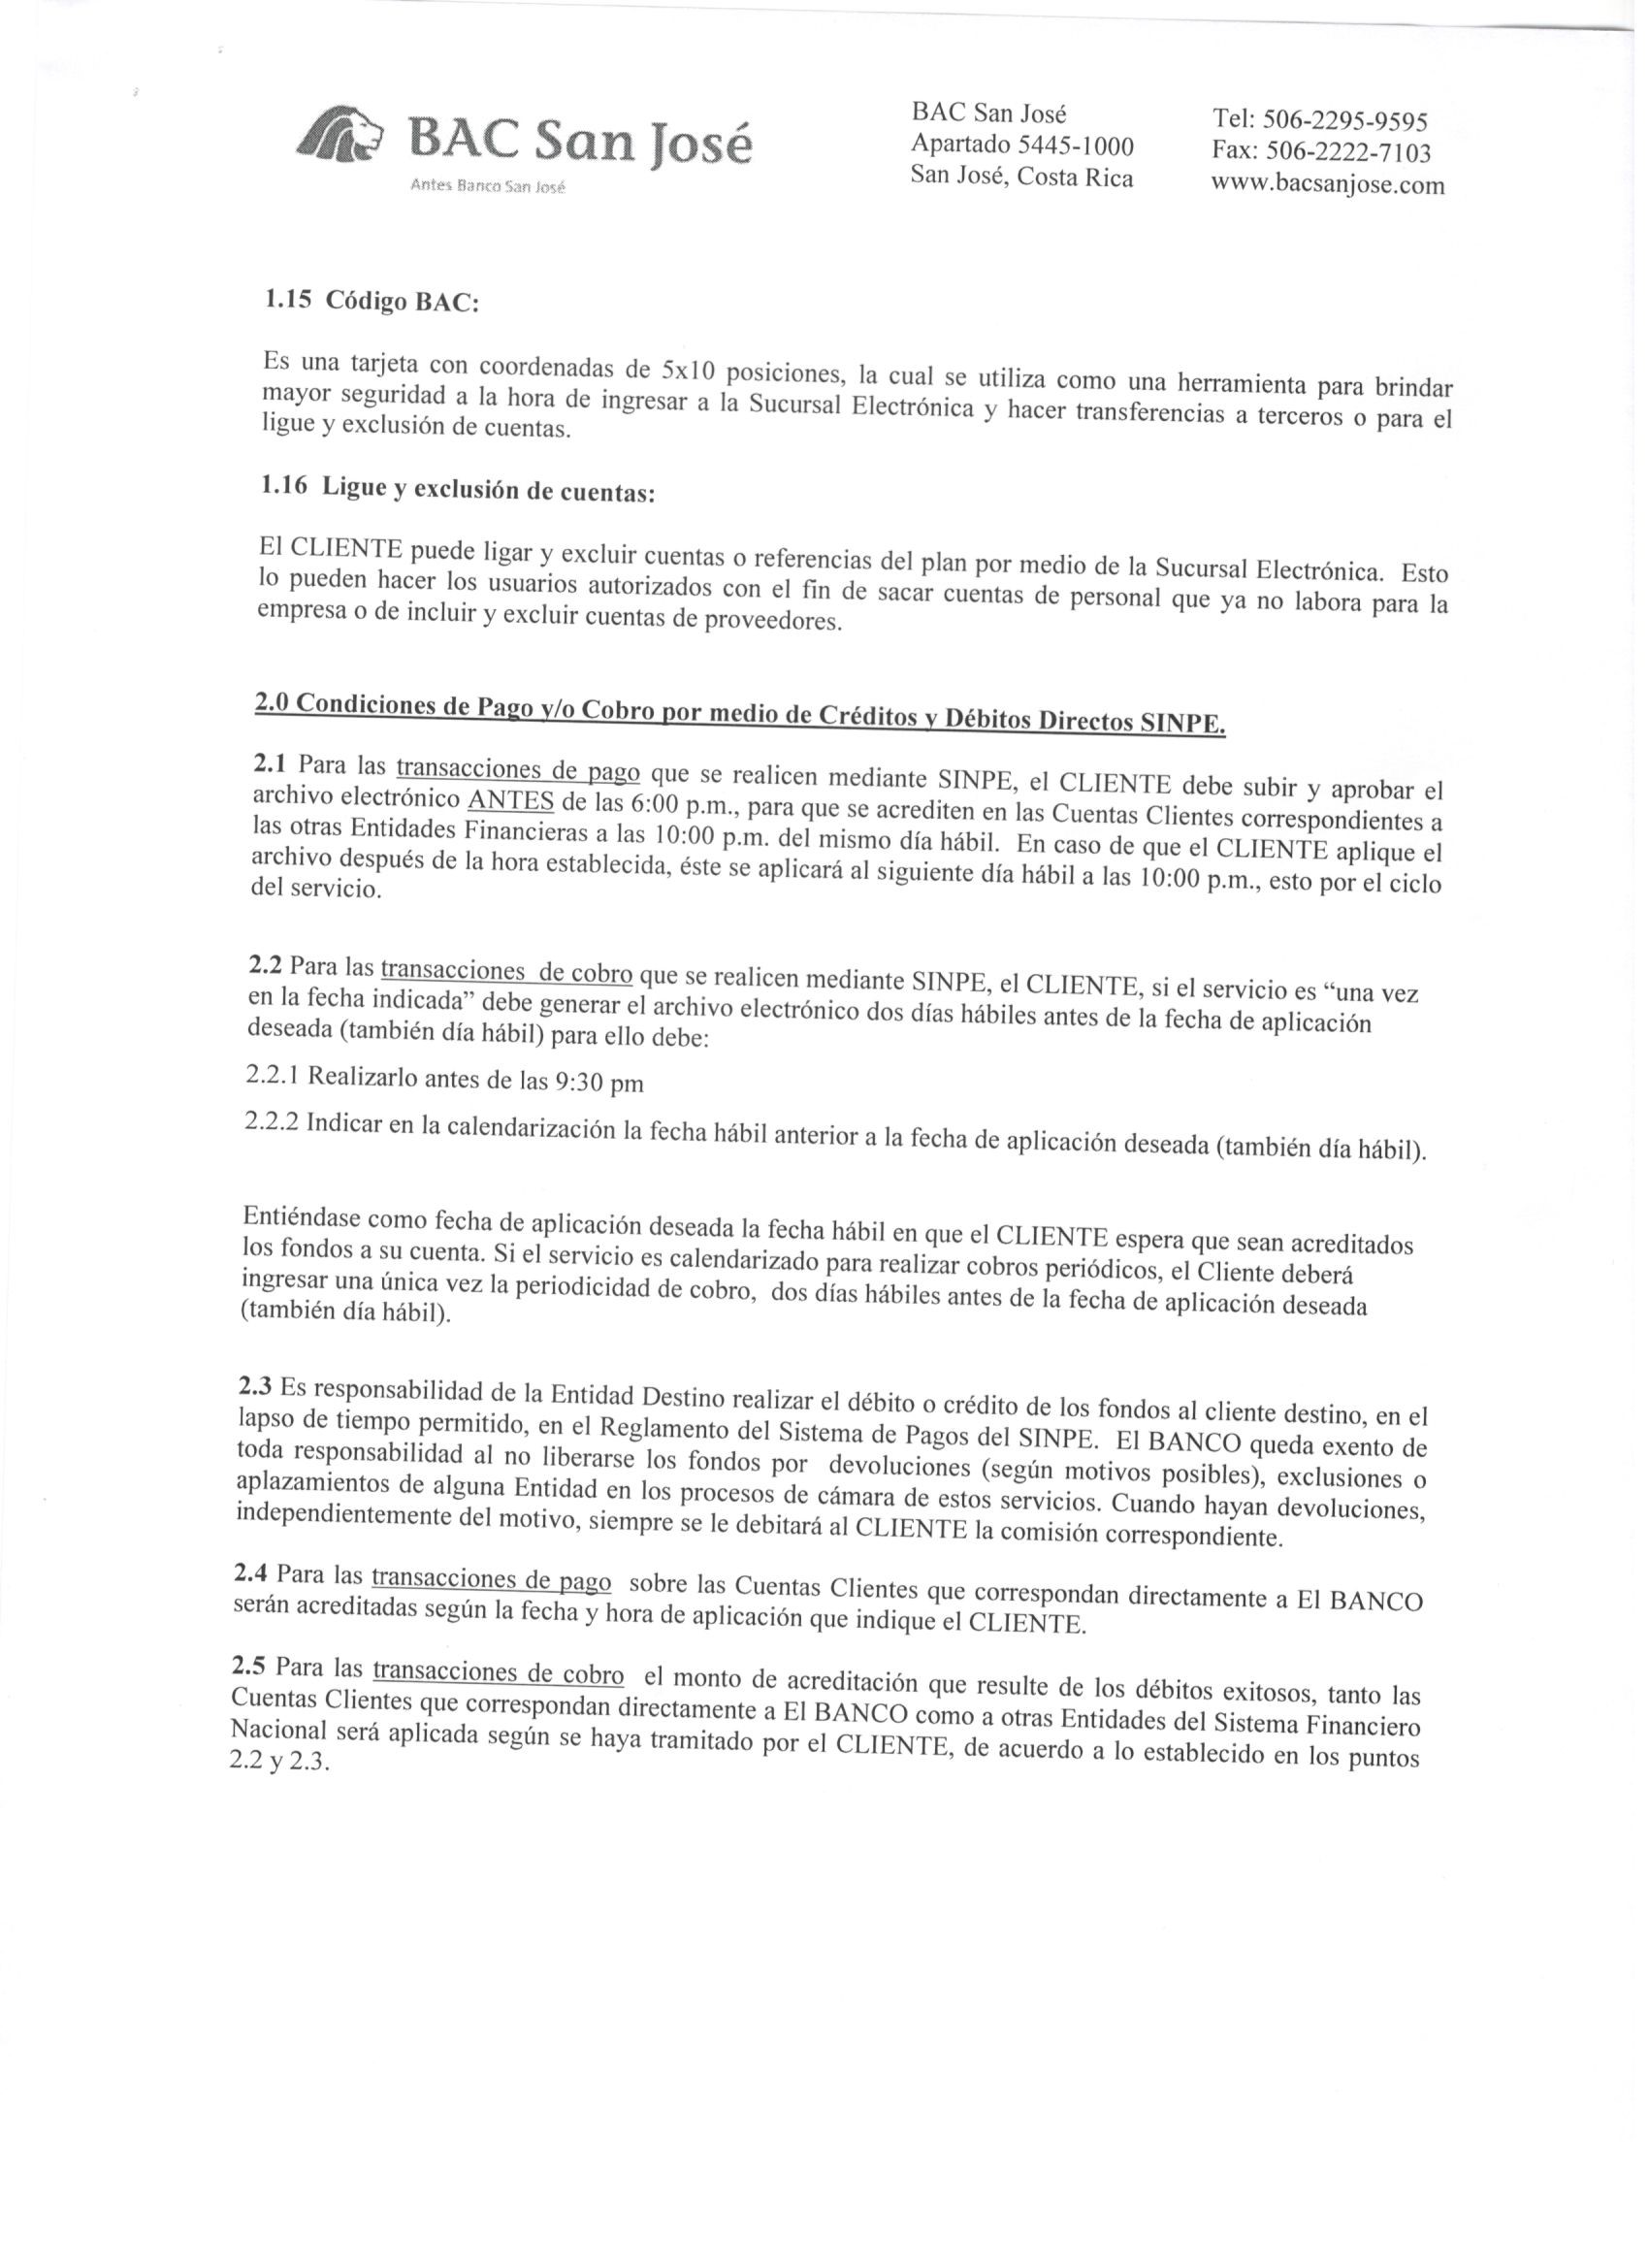 BAC San José
Antes Banco San José
BAC San José
Apartado 5445-1000
San José, Costa Rica
Tel: 506-2295-9595
Fax: 506-2222-7103
www.bacsanjose.com
1.15 Código BAC:
Es una tarjeta con coordenadas de 5x10 posiciones, la cual se utiliza como una herramienta para brindar
mayor seguridad a la hora de ingresar a la Sucursal Electrónica y hacer transferencias a terceros o para el
ligue y exclusión de cuentas.
1.16 Ligue y exclusión de cuentas:
El CLIENTE puede ligar y excluir cuentas o referencias del plan por medio de la Sucursal Electrónica. Esto
lo pueden hacer los usuarios autorizados con el fin de sacar cuentas de personal que ya no labora para la
empresa o de incluir y excluir cuentas de proveedores.
2.0 Condiciones de Pago y/o Cobro por medio de Créditos y Débitos Directos SINPE.
2.1 Para las transacciones de pago que se realicen mediante SINPE, el CLIENTE debe subir y aprobar el
archivo electrónico ANTES de las 6:00 p.m., para que se acrediten en las Cuentas Clientes correspondientes a
las otras Entidades Financieras a las 10:00 p.m. del mismo día hábil. En caso de que el CLIENTE aplique el
archivo después de la hora establecida, éste se aplicará al siguiente día hábil a las 10:00 p.m., esto por el ciclo
del servicio.
2.2 Para las transacciones de cobro que se realicen mediante SINPE, el CLIENTE, si el servicio es “una vez
en la fecha indicada” debe generar el archivo electrónico dos días hábiles antes de la fecha de aplicación
deseada (también día hábil) para ello debe:
2.2.1 Realizarlo antes de las 9:30 pm
2.2.2 Indicar en la calendarización la fecha hábil anterior a la fecha de aplicación deseada (también día hábil).
Entiéndase como fecha de aplicación deseada la fecha hábil en que el CLIENTE espera que sean acreditados
los fondos a su cuenta. Si el servicio es calendarizado para realizar cobros periódicos, el Cliente deberá
ingresar una única vez la periodicidad de cobro, dos días hábiles antes de la fecha de aplicación deseada
(también día hábil).
2.3 Es responsabilidad de la Entidad Destino realizar el débito o crédito de los fondos al cliente destino, en el
lapso de tiempo permitido, en el Reglamento del Sistema de Pagos del SINPE. El BANCO queda exento de
toda responsabilidad al no liberarse los fondos por devoluciones (según motivos posibles), exclusiones o
aplazamientos de alguna Entidad en los procesos de cámara de estos servicios. Cuando hayan devoluciones,
independientemente del motivo, siempre se le debitará al CLIENTE la comisión correspondiente.
2.4 Para las transacciones de pago sobre las Cuentas Clientes que correspondan directamente a El BANCO
serán acreditadas según la fecha y hora de aplicación que indique el CLIENTE.
2.5 Para las transacciones de cobro el monto de acreditación que resulte de los débitos exitosos, tanto las
Cuentas Clientes que correspondan directamente a El BANCO como a otras Entidades del Sistema Financiero
Nacional será aplicada según se haya tramitado por el CLIENTE, de acuerdo a lo establecido en los puntos
2.2 y 2.3.